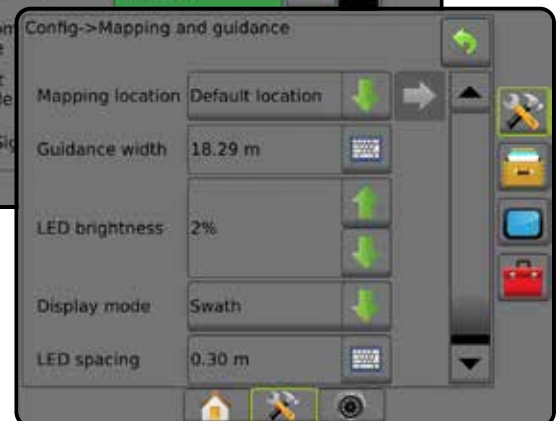 Config->Mapping and guidance
Mapping location Default location
Guidance width 18.29 m
LED brightness 2%
Display mode Swath
LED spacing 0.30 m